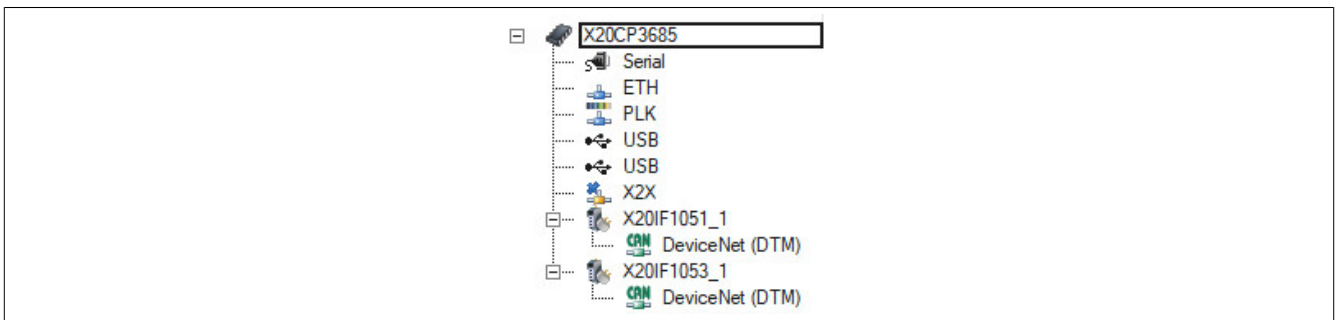 X20CP3685
Serial
ETH
PLK
USB
USB
X2X
X20IF1051_1
CAN DeviceNet (DTM)
X20IF1053_1
CAN DeviceNet (DTM)